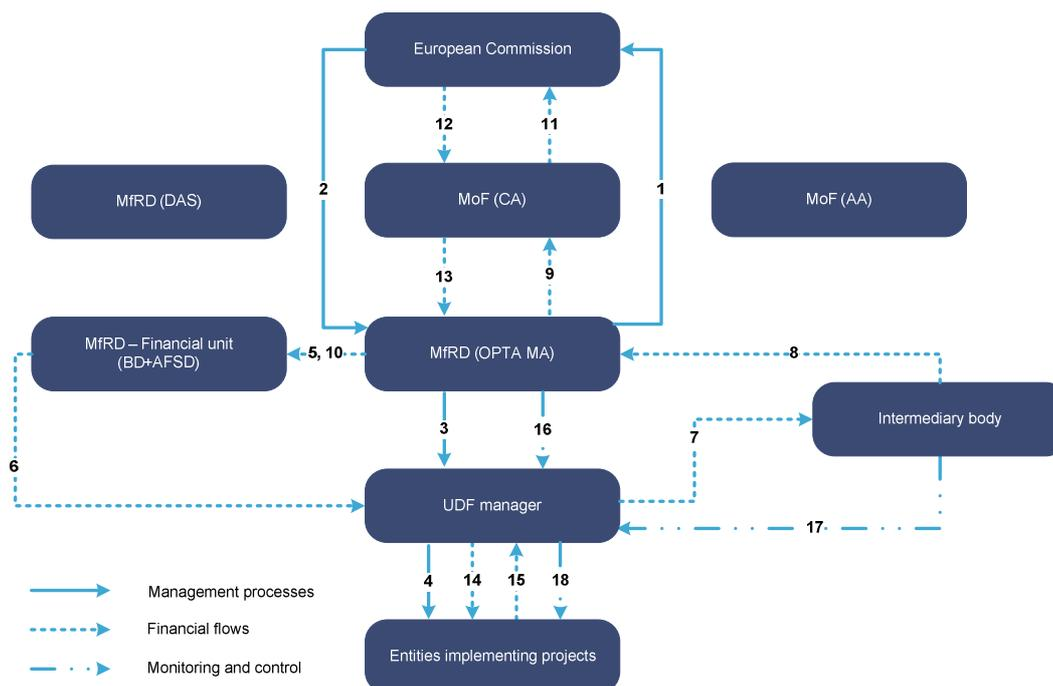 European Commission
12
11
MfRD (DAS)
2
MoF (CA)
1
MoF (AA)
13
9
MfRD – Financial unit
(BD+AFSD)
5, 10
MfRD (OPTA MA)
8
Intermediary body
3
16
7
6
UDF manager
17
4
14
15
18
Management processes
Financial flows
Entities implementing projects
Monitoring and control